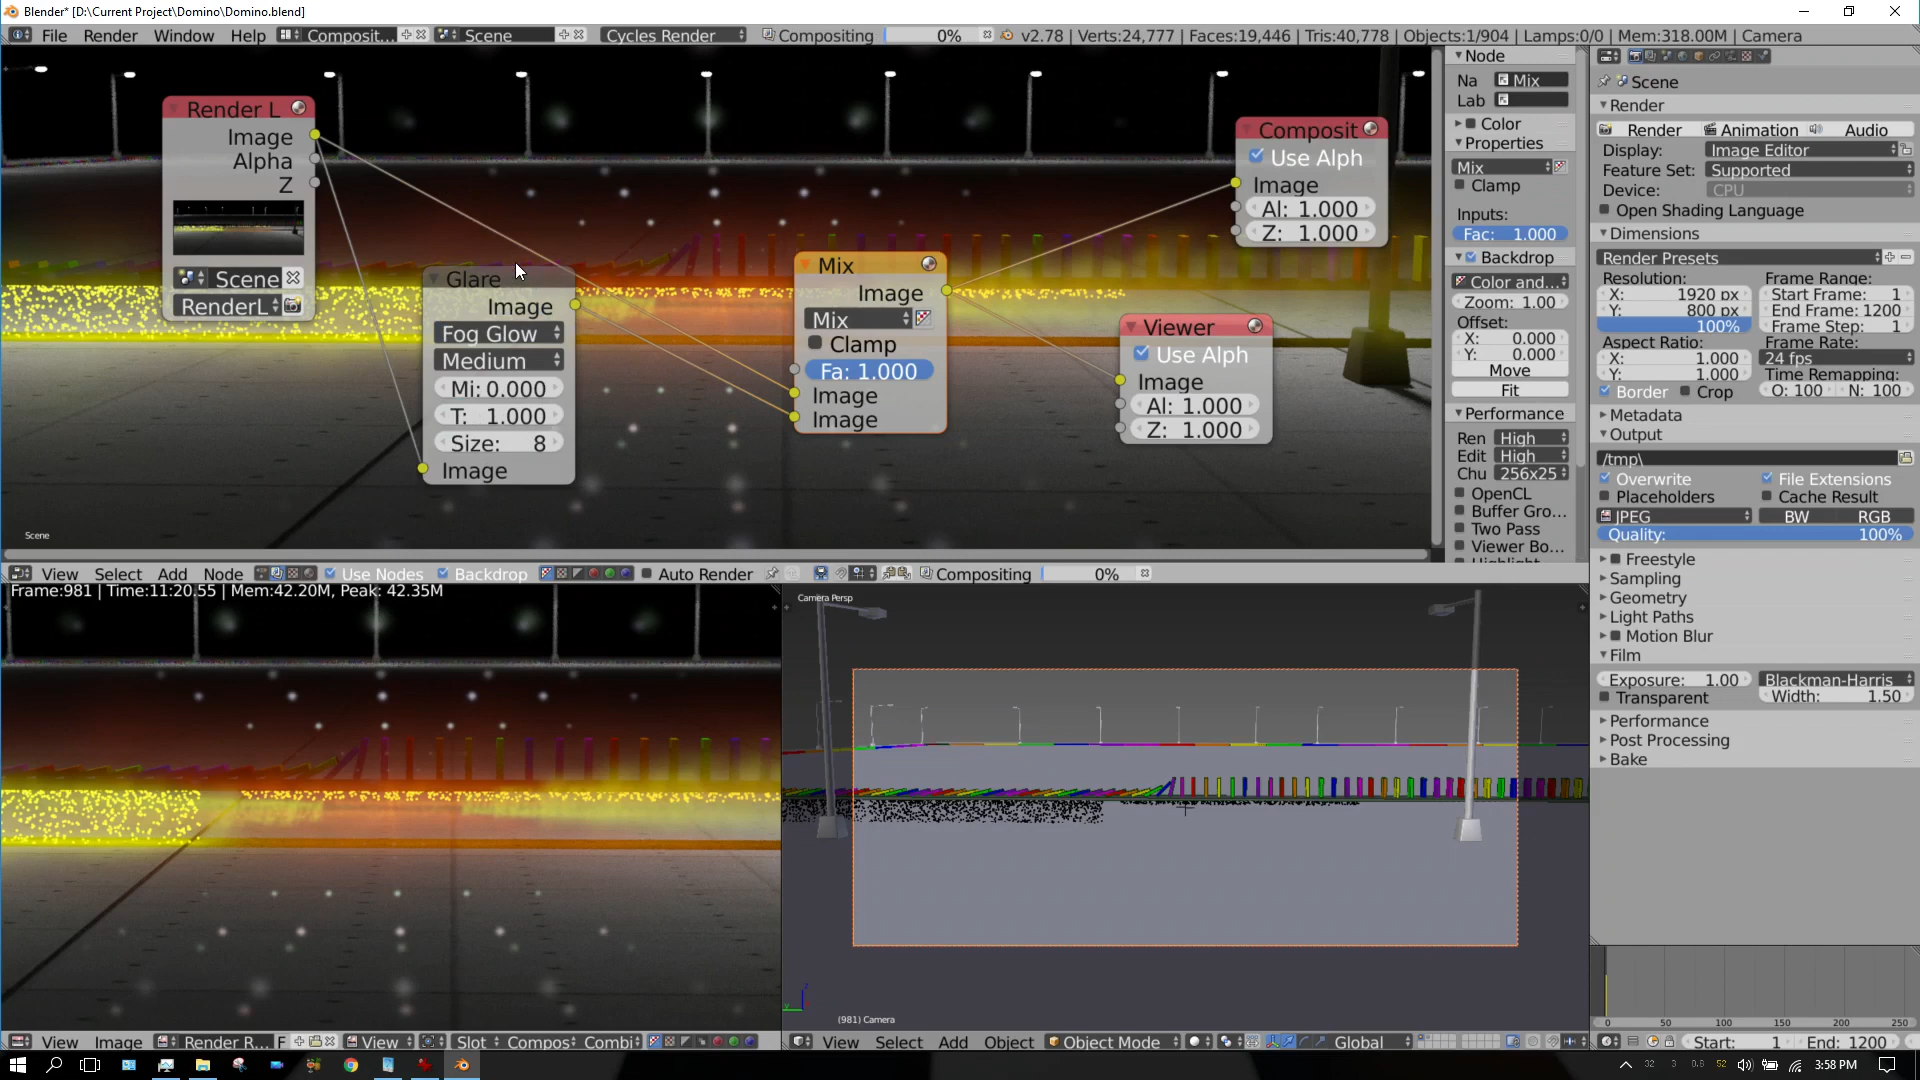 Blender* [D:\Current Project\Domino\Domino.blend]
File Render Window Help Composit... Scene Cycles Render Compositing 0% v2.78 | Verts:24,777 | Faces:19,446 | Tris:40,778 | Objects:1/904 | Lamps:0/0 | Mem:318.00M | Camera
Render L
Image
Alpha
Z
Scene
RenderL
Glare
Image
Fog Glow
Medium
Mi: 0.000
T: 1.000
Size: 8
Image
Mix
Image
Mix
Clamp
Fa: 1.000
Image
Image
Composit
Use Alph
Image
Al: 1.000
Z: 1.000
Viewer
Use Alph
Image
Al: 1.000
Z: 1.000
Scene
Node
Na Mix
Lab
Color
Properties
Mix
Clamp
Inputs:
Fac: 1.000
Backdrop
Color and...
Zoom: 1.00
Offset:
X: 0.000
Y: 0.000
Move
Fit
Performance
Ren High
Edit High
Chu 256x25
OpenCL
Buffer Gro...
Two Pass
Viewer Bo...
Scene
Render
Render Animation Audio
Display: Image Editor
Feature Set: Supported
Device: CPU
Open Shading Language
Dimensions
Render Presets
Resolution: Frame Range:
X: 1920 px Start Frame: 1
Y: 800 px End Frame: 1200
100% Frame Step: 1
Aspect Ratio: Frame Rate:
X: 1.000 24 fps
Y: 1.000 Time Remapping:
Border Crop O: 100 N: 100
Metadata
Output
/tmp\
Overwrite File Extensions
Placeholders Cache Result
JPEG BW RGB
Quality: 100%
Freestyle
Sampling
Geometry
Light Paths
Motion Blur
Film
Exposure: 1.00 Blackman-Harris
Transparent Width: 1.50
Performance
Post Processing
Bake
View Select Add Node Use Nodes Backdrop Auto Render Compositing 0%
Frame:981 | Time:11:20.55 | Mem:42.20M, Peak: 42.35M
Camera Persp
z
y
(981) Camera
0 50 100 150 200 250
View Image Render R... F View Slot Compos Combi
View Select Add Object Object Mode Global
Start: 1 End: 1200
32 3 0.8 52 3:58 PM